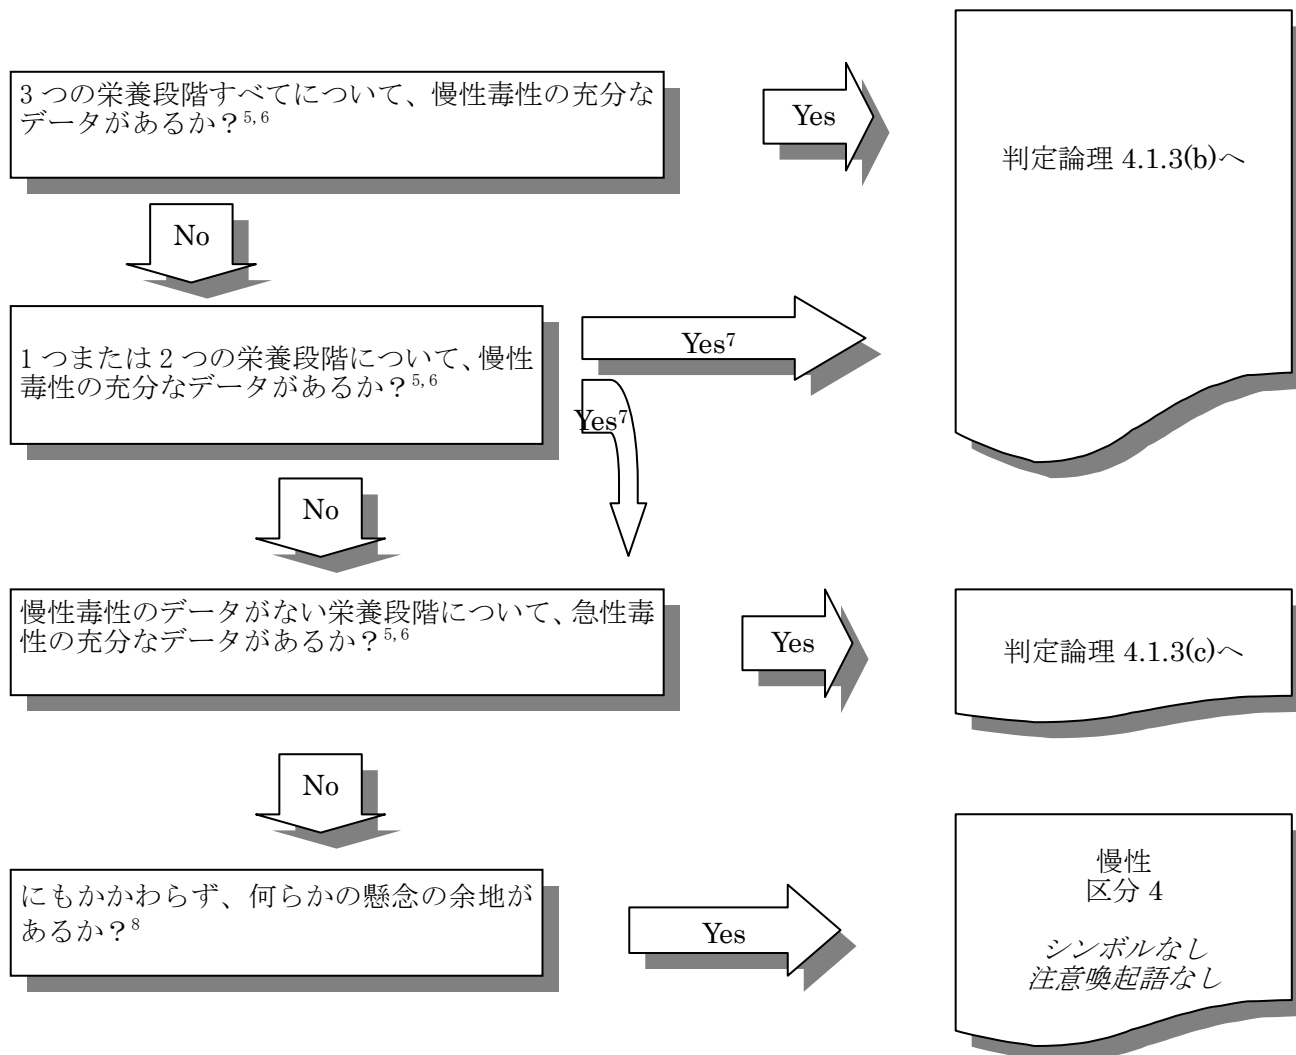 3 つの栄養段階すべてについて、慢性毒性の充分な
データがあるか？5,6
Yes
判定論理 4.1.3(b)へ
No
1 つまたは 2 つの栄養段階について、慢性
毒性の充分なデータがあるか？5,6
Yes7
Yes7
No
慢性毒性のデータがない栄養段階について、急性毒
性の充分なデータがあるか？5,6
Yes
判定論理 4.1.3(c)へ
No
にもかかわらず、何らかの懸念の余地が
あるか？8
Yes
慢性
区分 4
シンボルなし
注意喚起語なし